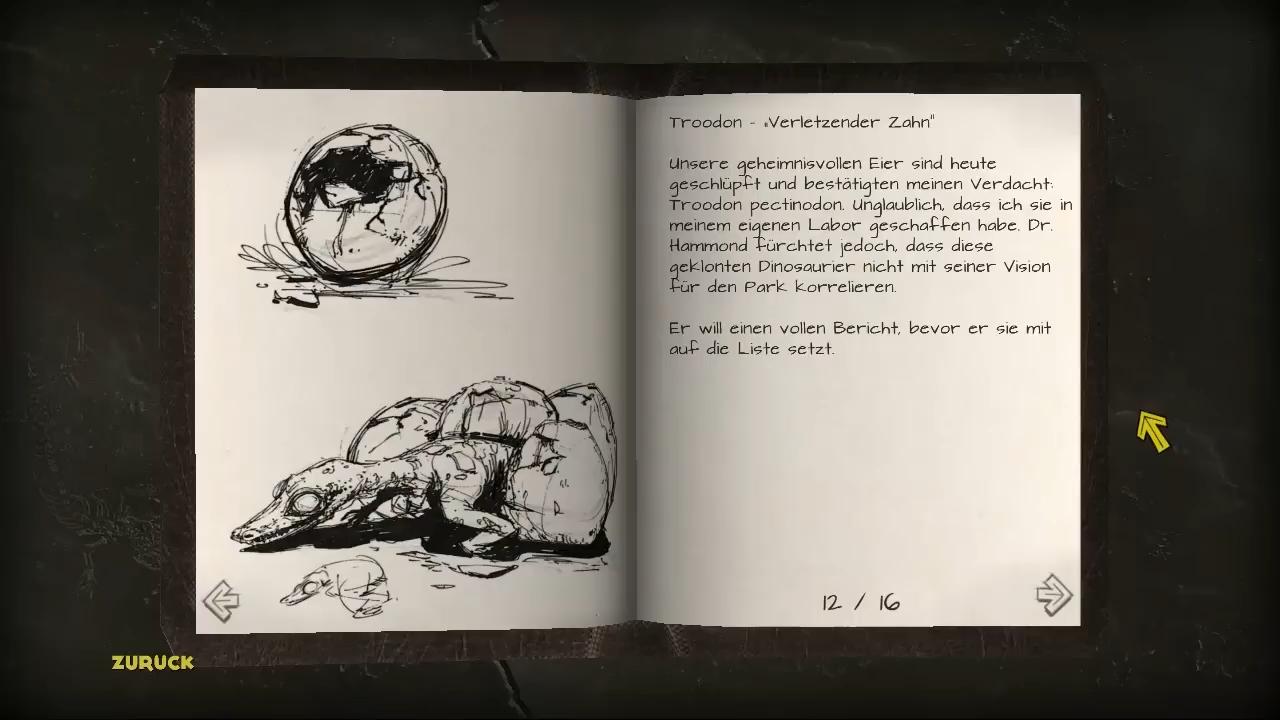 Troodon - „Verletzender Zahn"
Unsere geheimnisvollen Eier sind heute
geschlüpft und bestätigten meinen Verdacht:
Troodon pectinodon. Unglaublich, dass ich sie in
meinem eigenen Labor geschaffen habe. Dr.
Hammond fürchtet jedoch, dass diese
geklonten Dinosaurier nicht mit seiner Vision
für den Park korrelieren.
Er will einen vollen Bericht, bevor er sie mit
auf die Liste setzt.
12 / 16
ZURÜCK